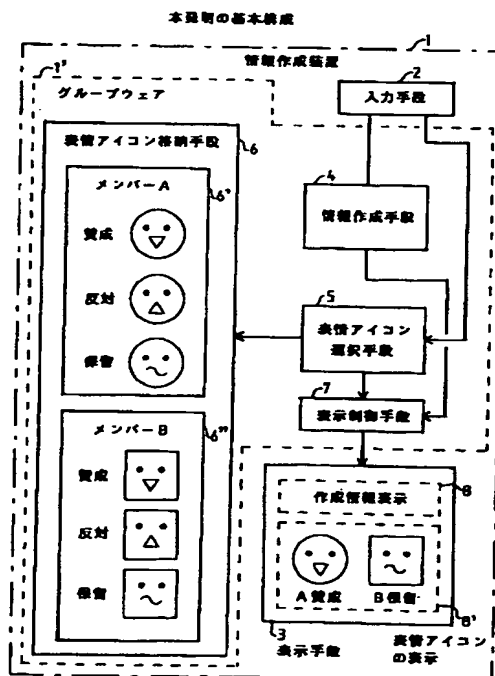 本発明の基本構成
1
情報作成装置
1'
グループウェア
2
入力手段
表情アイコン格納手段
6
メンバーA
6'
賛成
反対
保留
4
情報作成手段
5
表情アイコン
選択手段
7
表示制御手段
メンバーB
6"
賛成
反対
保留
作成情報表示
8
A賛成
B保留
8'
3
表示手段
表情アイコン
の表示